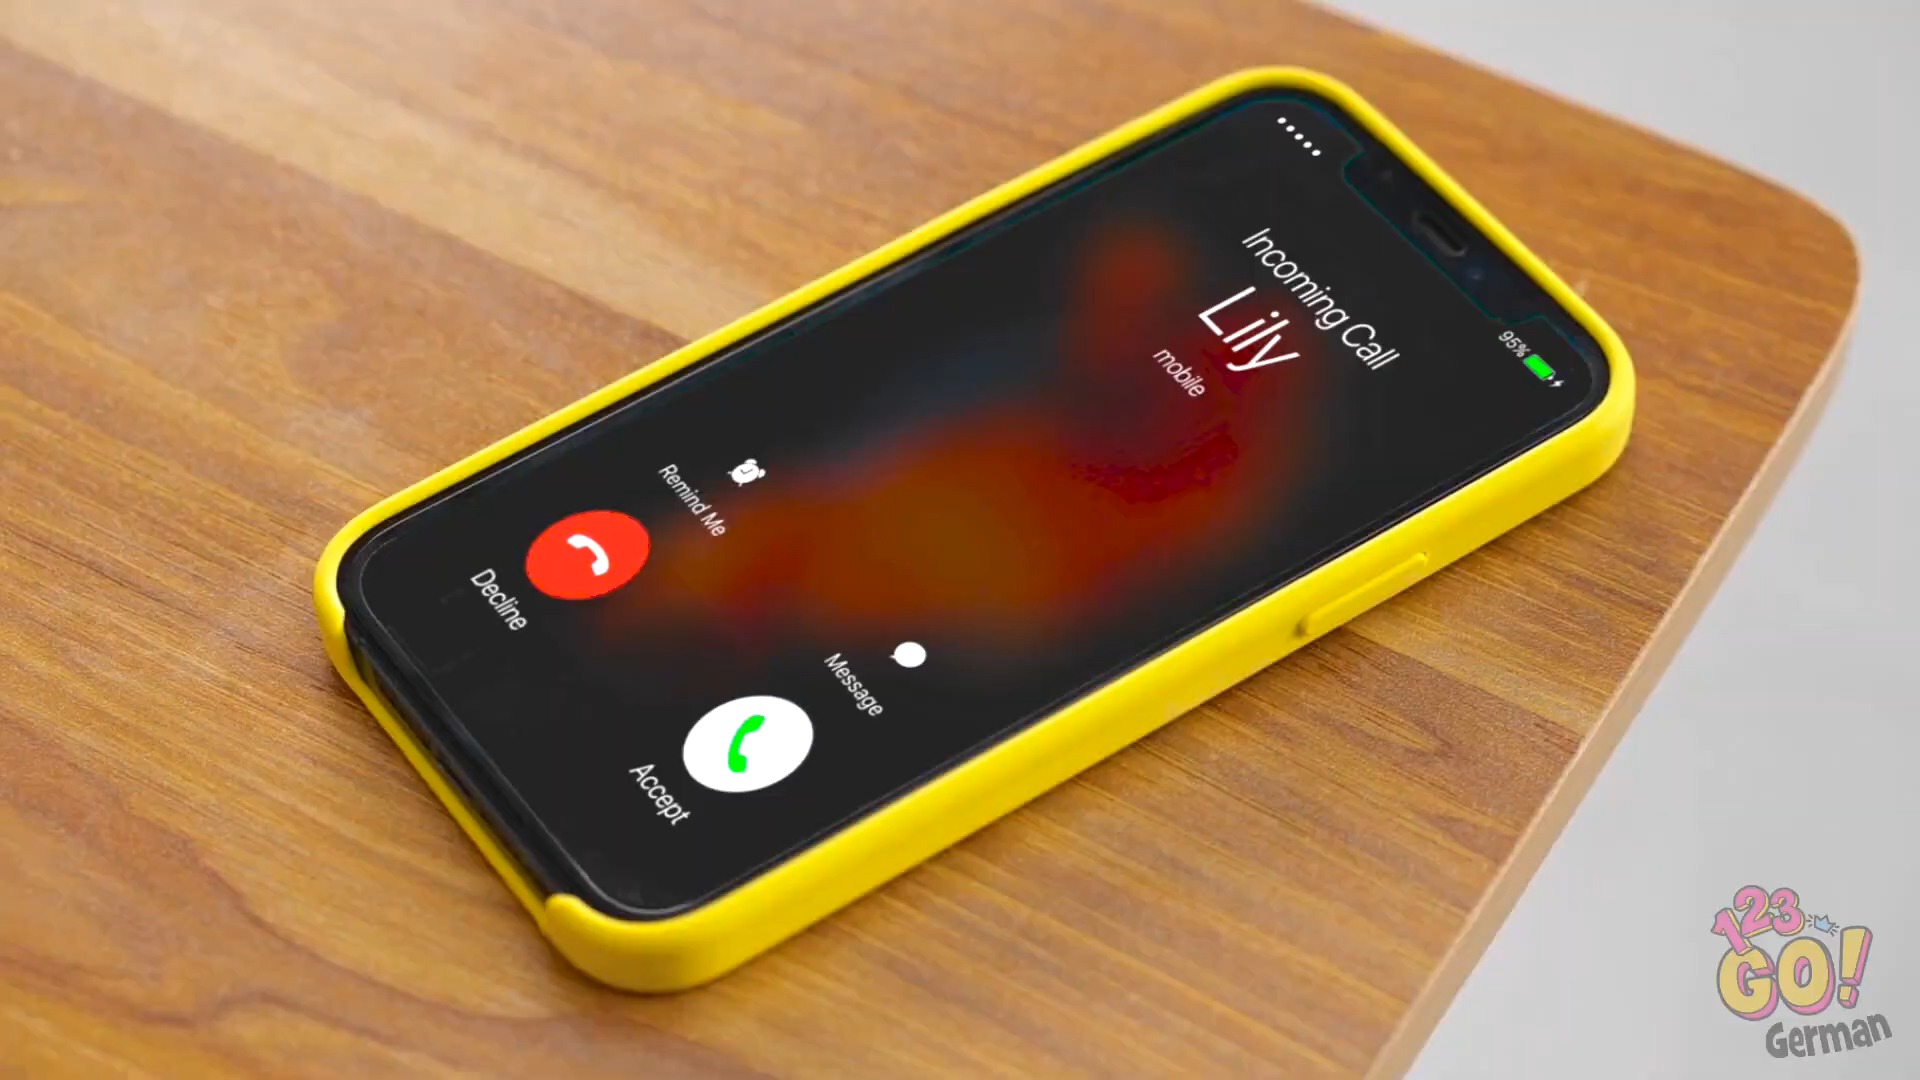 95%
Incoming Call
Lily
mobile
Remind Me
Message
Decline
Accept
123
GO!
German